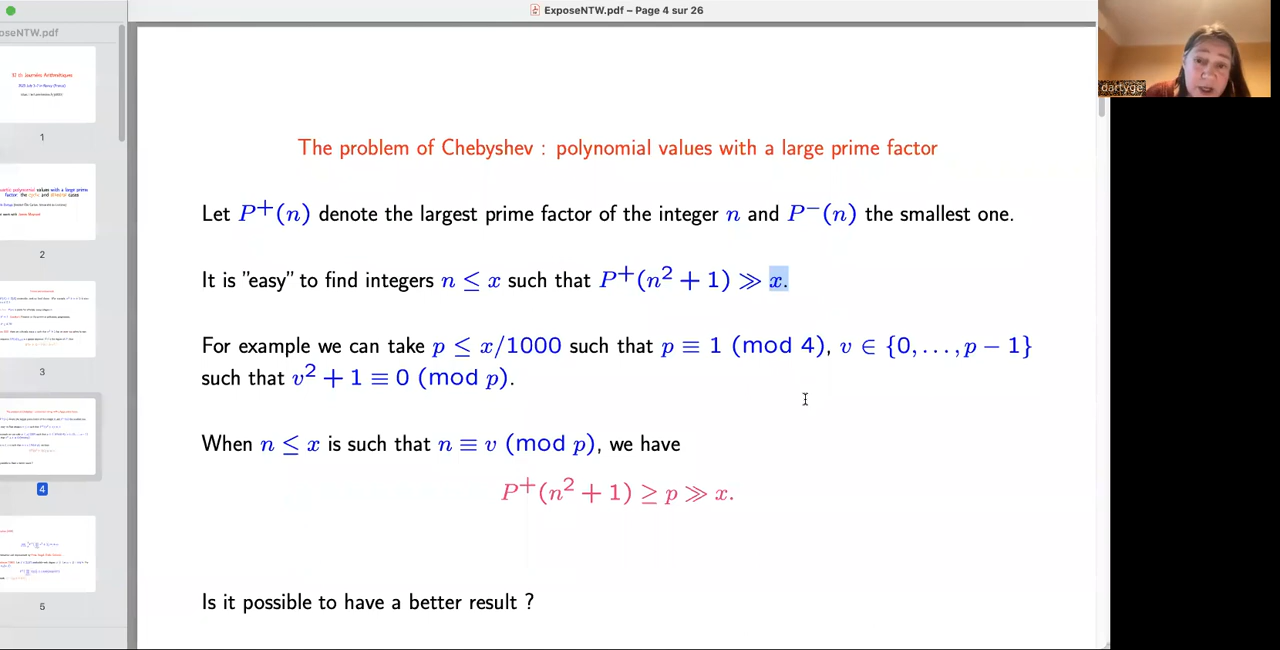 ExposeNTW.pdf – Page 4 sur 26
oseNTW.pdf
dartyge
The problem of Chebyshev : polynomial values with a large prime factor
Let P⁺(n) denote the largest prime factor of the integer n and P⁻(n) the smallest one.
It is "easy" to find integers n ≤ x such that P⁺(n² + 1) ≫ x.
For example we can take p ≤ x/1000 such that p ≡ 1 (mod 4), v ∈ {0, . . . , p − 1}
such that v² + 1 ≡ 0 (mod p).
When n ≤ x is such that n ≡ v (mod p), we have
P⁺(n² + 1) ≥ p ≫ x.
Is it possible to have a better result ?
1
2
3
4
5